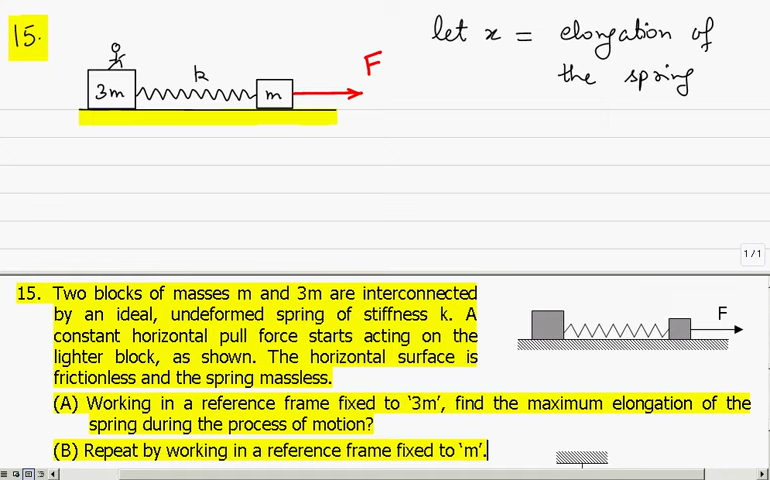 15.
let x = elongation of
the spring
k
F
3m
m
1/1
15. Two blocks of masses m and 3m are interconnected
by an ideal, undeformed spring of stiffness k. A
constant horizontal pull force starts acting on the
lighter block, as shown. The horizontal surface is
frictionless and the spring massless.
F
(A) Working in a reference frame fixed to ‘3m’, find the maximum elongation of the
spring during the process of motion?
(B) Repeat by working in a reference frame fixed to ‘m’.